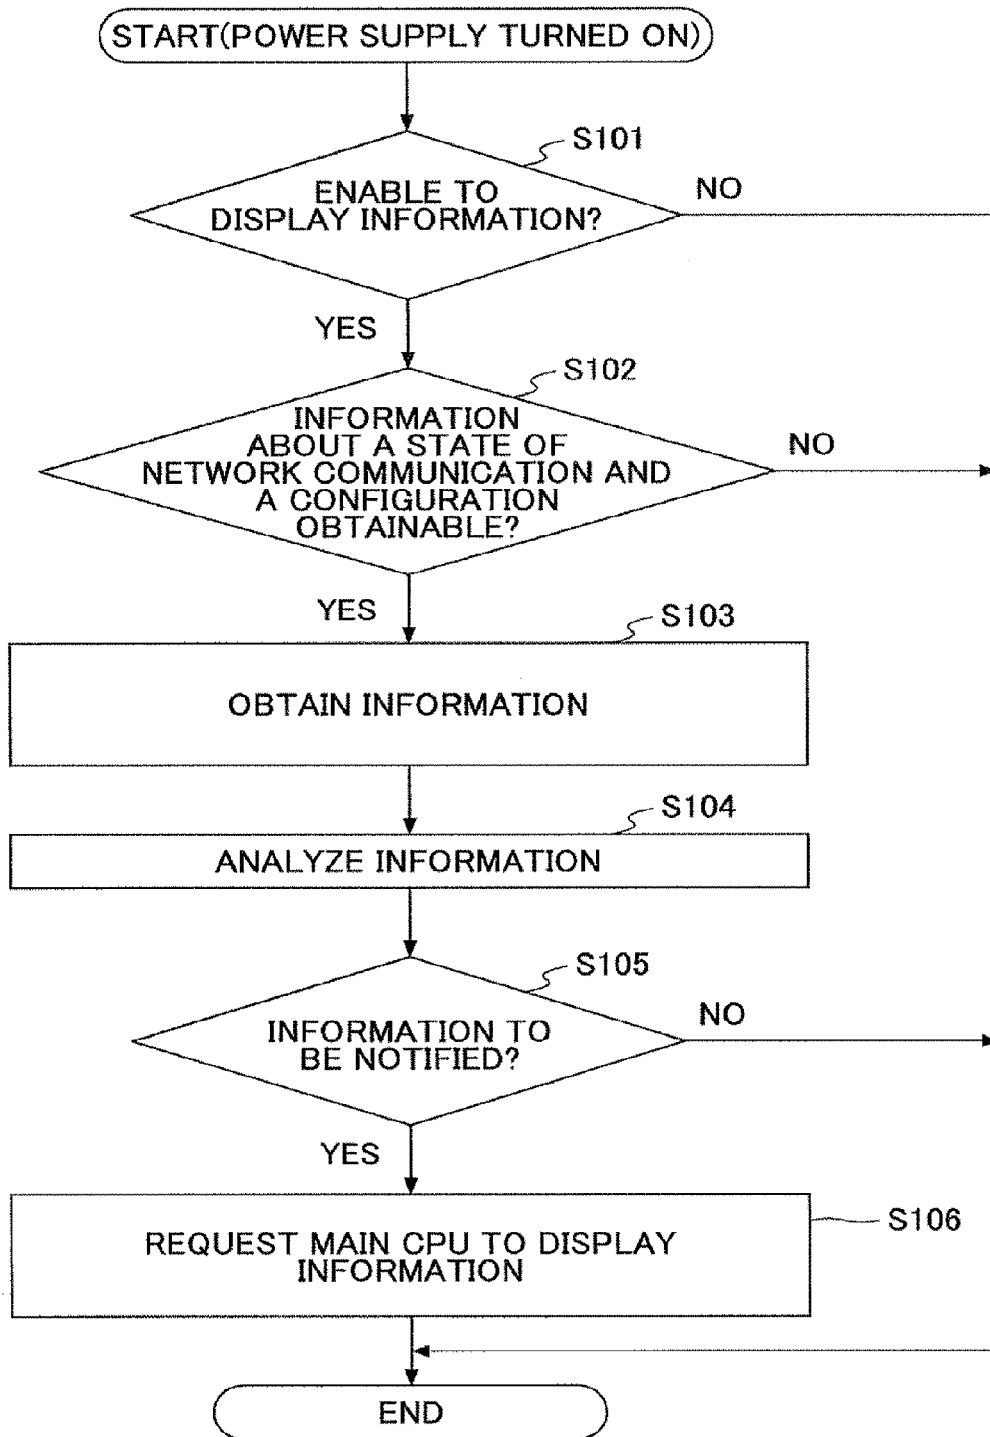 START(POWER SUPPLY TURNED ON)
S101
ENABLE TO
DISPLAY INFORMATION?
NO
YES
S102
INFORMATION
ABOUT A STATE OF
NETWORK COMMUNICATION AND
A CONFIGURATION
OBTAINABLE?
NO
YES
S103
OBTAIN INFORMATION
S104
ANALYZE INFORMATION
S105
INFORMATION TO
BE NOTIFIED?
NO
YES
S106
REQUEST MAIN CPU TO DISPLAY
INFORMATION
END